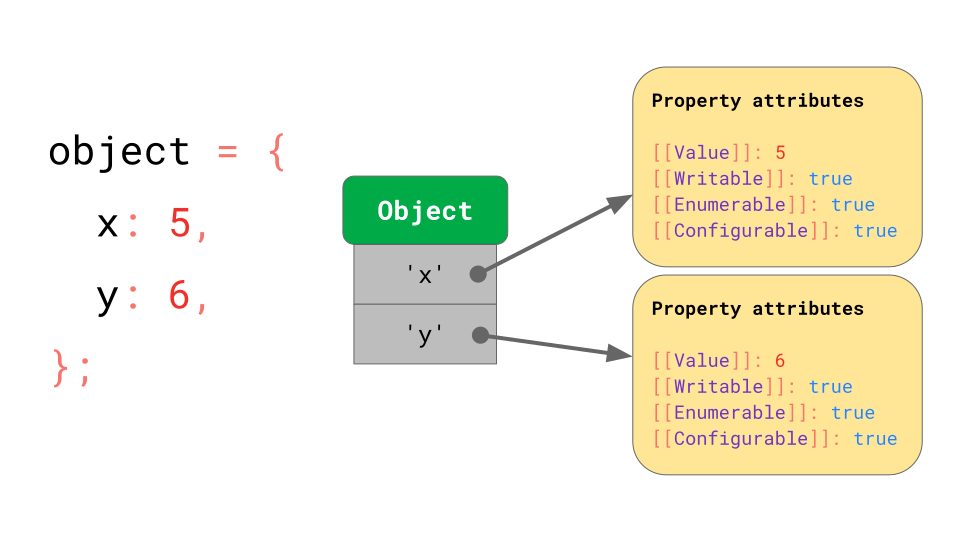 object = {
x: 5,
y: 6,
};
Object
'x'
'y'
Property attributes
[[Value]]: 5
[[Writable]]: true
[[Enumerable]]: true
[[Configurable]]: true
Property attributes
[[Value]]: 6
[[Writable]]: true
[[Enumerable]]: true
[[Configurable]]: true